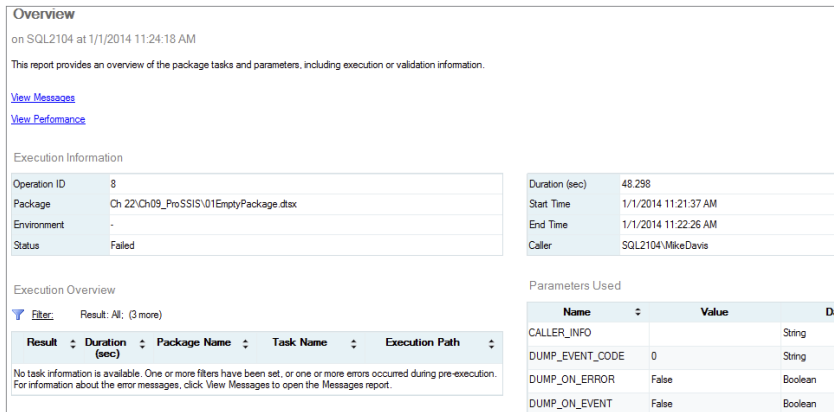 Overview
on SQL2104 at 1/1/2014 11:24:18 AM
This report provides an overview of the package tasks and parameters, including execution or validation information.
View Messages
View Performance
Execution Information
Operation ID 8
Package Ch 22\Ch09_ProSSIS\01EmptyPackage.dtsx
Environment -
Status Failed
Duration (sec) 48.298
Start Time 1/1/2014 11:21:37 AM
End Time 1/1/2014 11:22:26 AM
Caller SQL2104\MikeDavis
Execution Overview
Filter: Result: All; (3 more)
Result Duration (sec) Package Name Task Name Execution Path
No task information is available. One or more filters have been set, or one or more errors occurred during pre-execution.
For information about the error messages, click View Messages to open the Messages report.
Parameters Used
Name Value Da
CALLER_INFO String
DUMP_EVENT_CODE 0 String
DUMP_ON_ERROR False Boolean
DUMP_ON_EVENT False Boolean